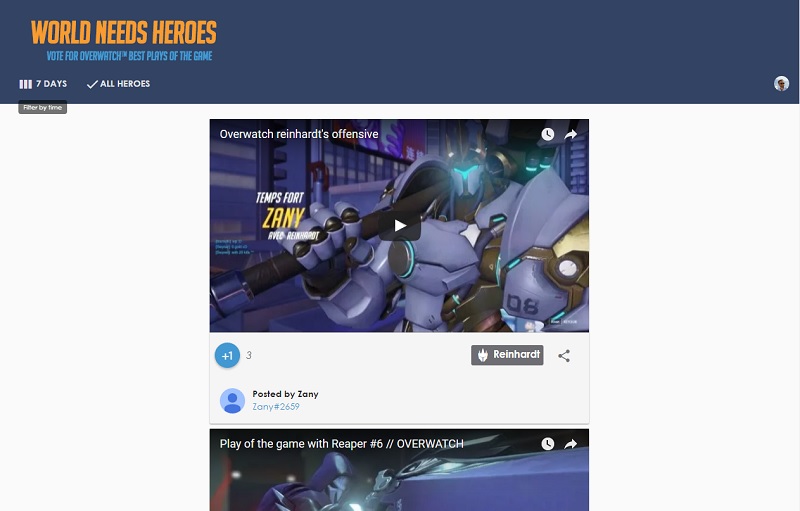 WORLD NEEDS HEROES
VOTE FOR OVERWATCH™ BEST PLAYS OF THE GAME
7 DAYS
ALL HEROES
Filter by time
Overwatch reinhardt's offensive
TEMPS FORT
ZANY
AVEC REINHARDT
08
+1
3
Reinhardt
Posted by Zany
Zany#2659
Play of the game with Reaper #6 // OVERWATCH